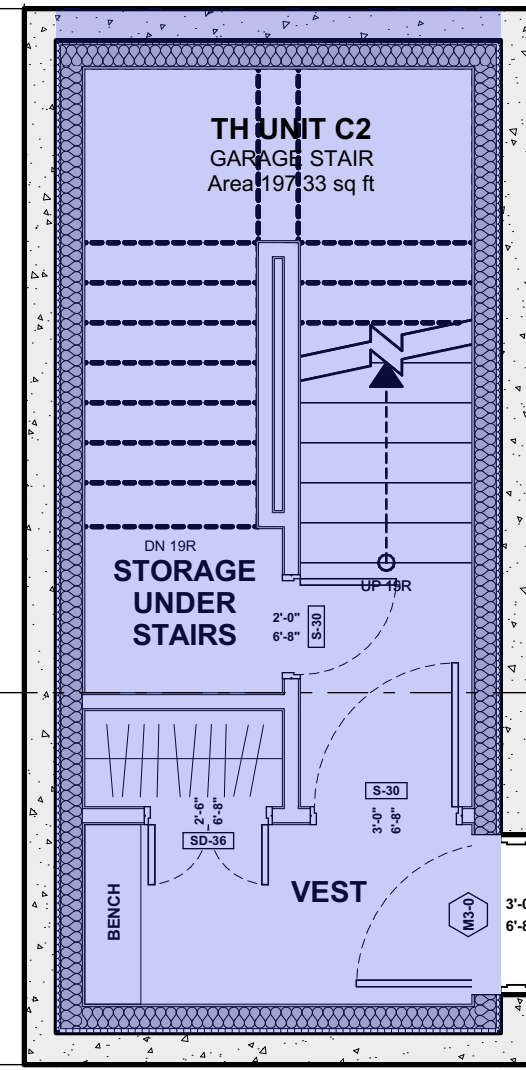 TH UNIT C2
GARAGE STAIR
Area 197.33 sq ft
DN 19R
STORAGE
UNDER
STAIRS
UP 19R
2'-0"
6'-8"
S-30
S-30
3'-0"
6'-8"
2'-6"
6'-8"
SD-36
BENCH
VEST
M3-0